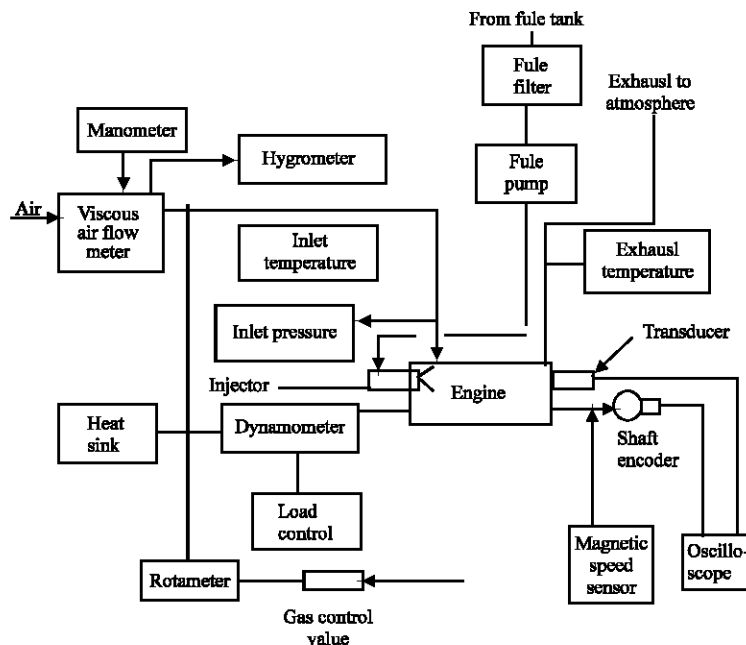 From fule tank
Fule
filter
Exhausl to
atmosphere
Manometer
Hygrometer
Fule
pump
Air
Viscous
air flow
meter
Inlet
temperature
Exhausl
temperature
Inlet pressure
Transducer
Injector
Engine
Heat
sink
Dynamometer
Shaft
encoder
Load
control
Magnetic
speed
sensor
Oscillo-
scope
Rotameter
Gas control
value